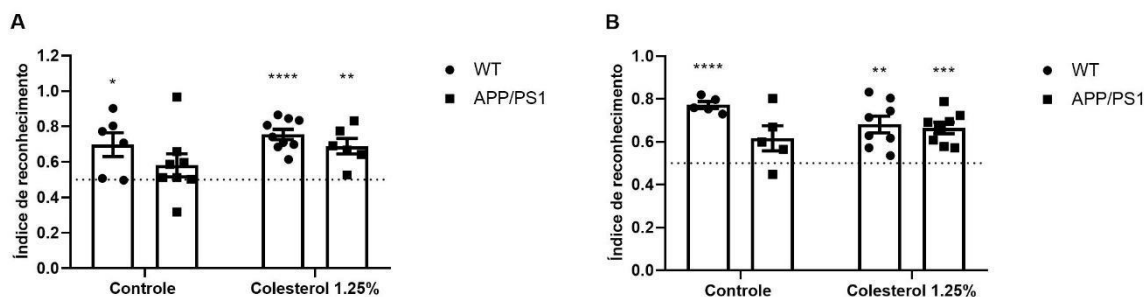 A
Índice de reconhecimento
1.2
1.0
0.8
0.6
0.4
0.2
0.0
*
****
**
Controle
Colesterol 1.25%
WT
APP/PS1
B
Índice de reconhecimento
1.0
0.8
0.6
0.4
0.2
0.0
****
**
***
Controle
Colesterol 1.25%
WT
APP/PS1